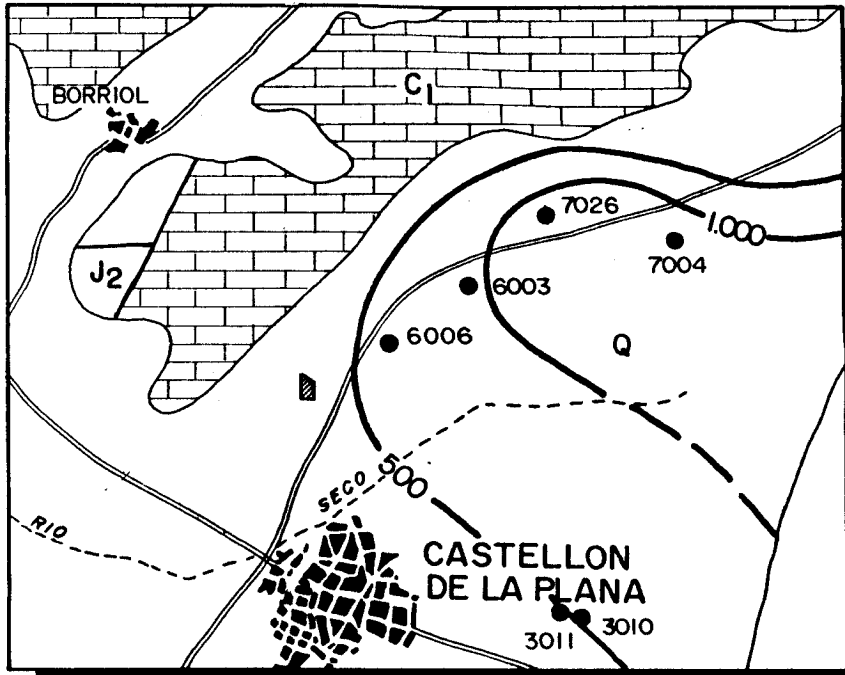 BORRIOL
C1
7026
1.000
7004
J2
6003
6006
Q
500
SECO
RIO
CASTELLON
DE LA PLANA
3011
3010